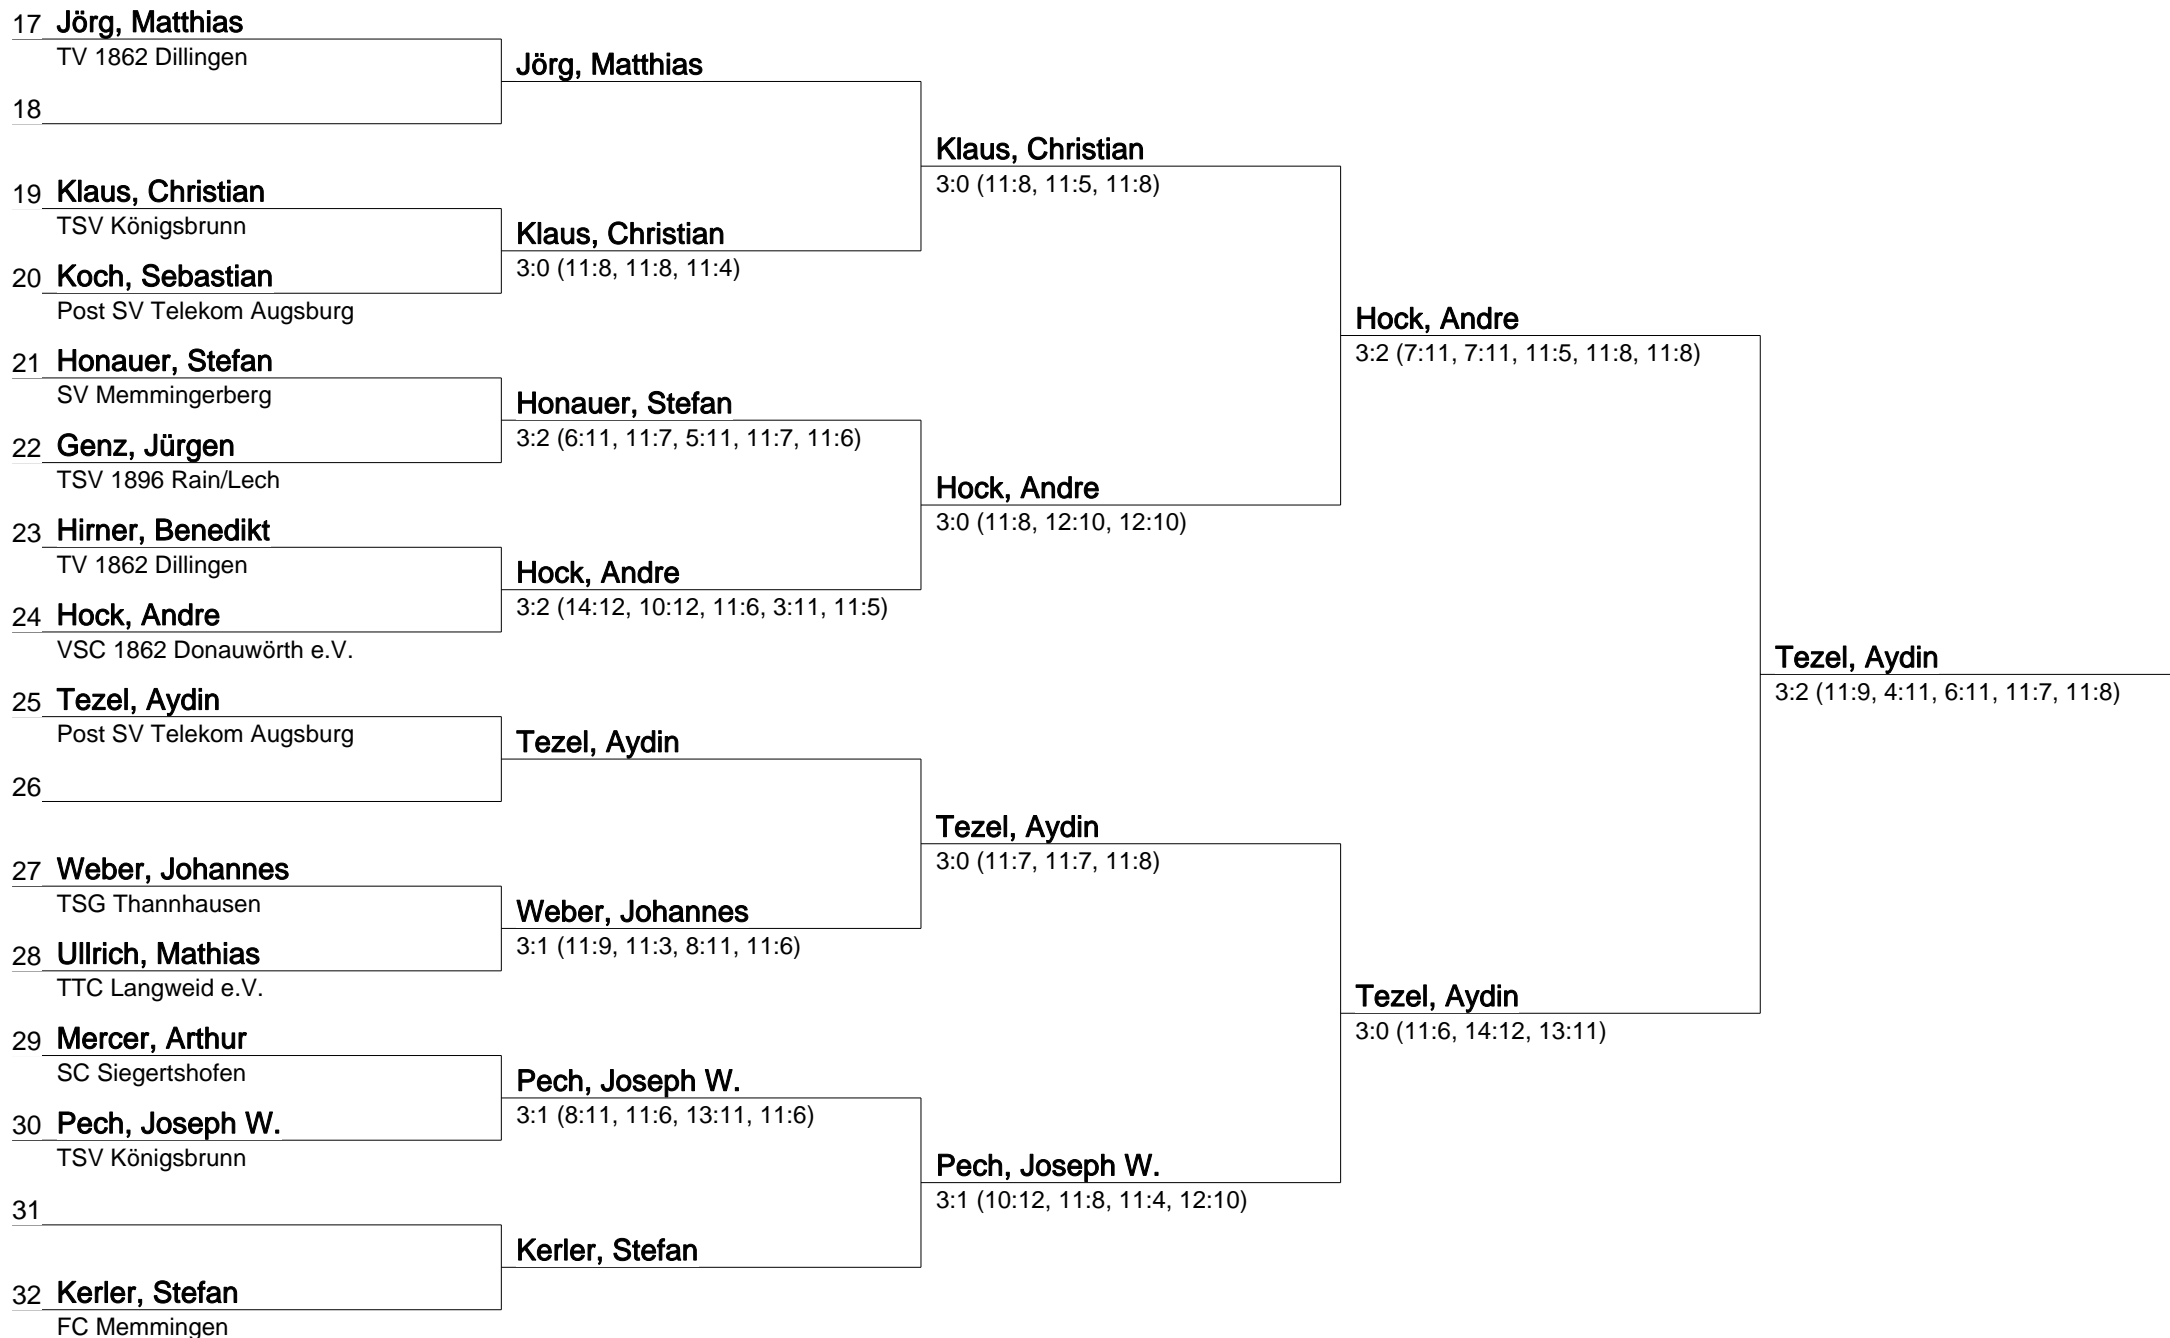 17 Jörg, Matthias
TV 1862 Dillingen
Jörg, Matthias
18
Klaus, Christian
3:0 (11:8, 11:5, 11:8)
19 Klaus, Christian
TSV Königsbrunn
Klaus, Christian
3:0 (11:8, 11:8, 11:4)
20 Koch, Sebastian
Post SV Telekom Augsburg
Hock, Andre
3:2 (7:11, 7:11, 11:5, 11:8, 11:8)
21 Honauer, Stefan
SV Memmingerberg
Honauer, Stefan
3:2 (6:11, 11:7, 5:11, 11:7, 11:6)
22 Genz, Jürgen
TSV 1896 Rain/Lech
Hock, Andre
3:0 (11:8, 12:10, 12:10)
23 Hirner, Benedikt
TV 1862 Dillingen
Hock, Andre
3:2 (14:12, 10:12, 11:6, 3:11, 11:5)
24 Hock, Andre
VSC 1862 Donauwörth e.V.
Tezel, Aydin
3:2 (11:9, 4:11, 6:11, 11:7, 11:8)
25 Tezel, Aydin
Post SV Telekom Augsburg
Tezel, Aydin
26
Tezel, Aydin
3:0 (11:7, 11:7, 11:8)
27 Weber, Johannes
TSG Thannhausen
Weber, Johannes
3:1 (11:9, 11:3, 8:11, 11:6)
28 Ullrich, Mathias
TTC Langweid e.V.
Tezel, Aydin
3:0 (11:6, 14:12, 13:11)
29 Mercer, Arthur
SC Siegertshofen
Pech, Joseph W.
3:1 (8:11, 11:6, 13:11, 11:6)
30 Pech, Joseph W.
TSV Königsbrunn
Pech, Joseph W.
3:1 (10:12, 11:8, 11:4, 12:10)
31
Kerler, Stefan
32 Kerler, Stefan
FC Memmingen